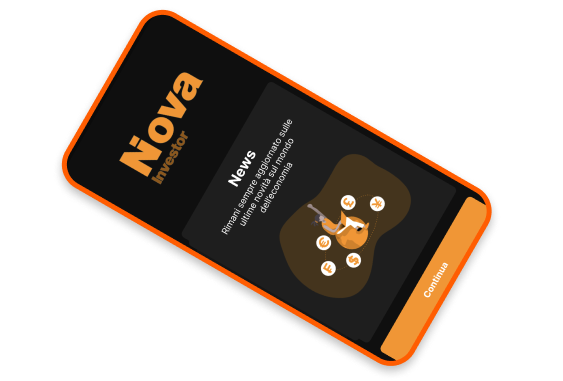 Nova
Investor
News
Rimani sempre aggiornato sulle
ultime novità sul mondo
dell'economia
£
€
$
Continua